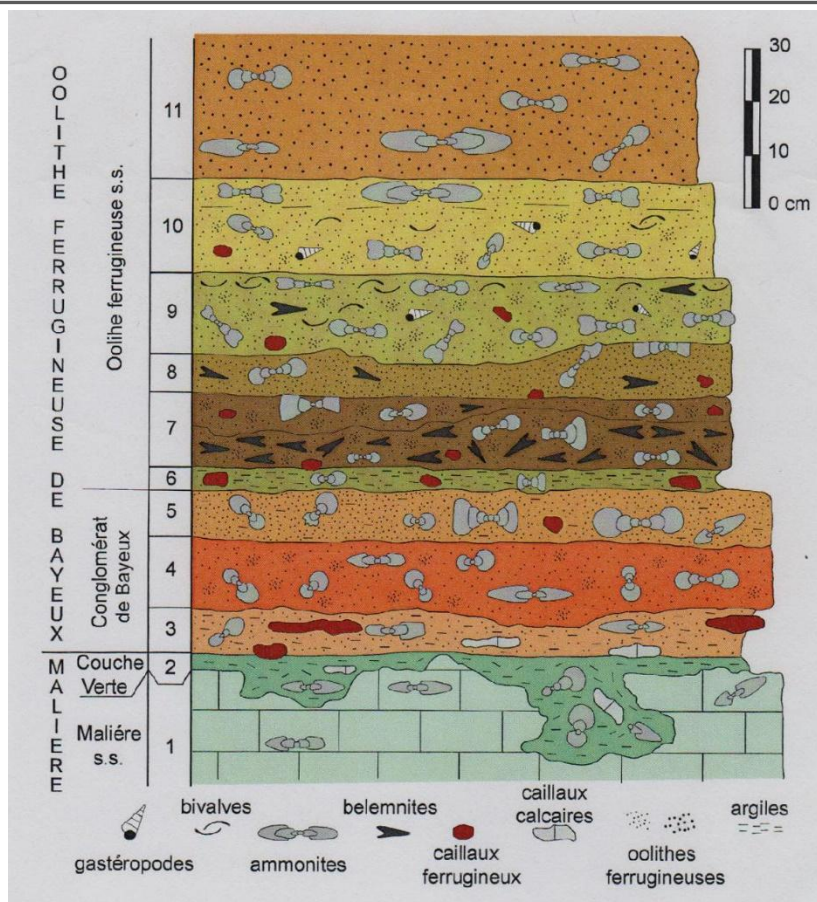 OOLITHE FERRUGINEUSE DE BAYEUX
MALIERE
Oolihe ferrugineuse s.s.
Conglomérat
de Bayeux
Couche
Verte
Maliére
s.s.
11
10
9
8
7
6
5
4
3
2
1
30
20
10
0 cm
gastéropodes
bivalves
ammonites
belemnites
caillaux
ferrugineux
caillaux
calcaires
oolithes
ferrugineuses
argiles